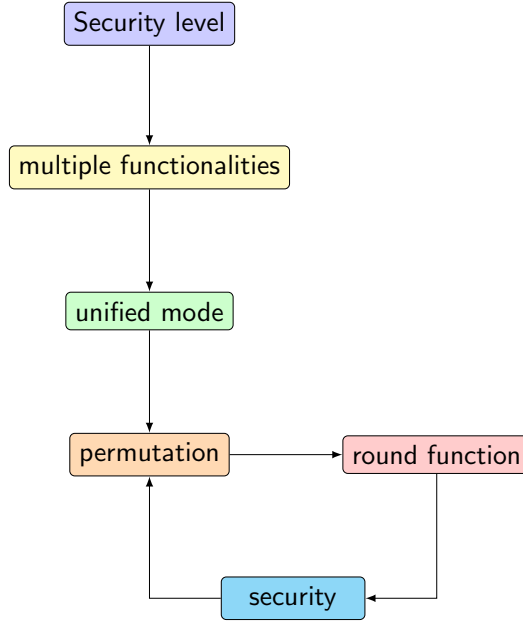 Security level
multiple functionalities
unified mode
permutation
round function
security